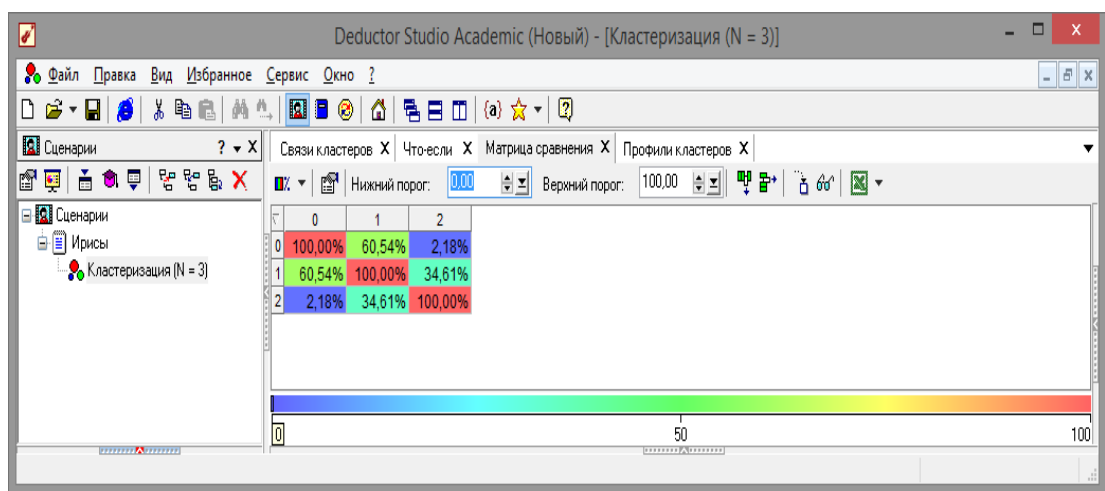 Deductor Studio Academic (Новый) - [Кластеризация (N = 3)]
Файл Правка Вид Избранное Сервис Окно ?
{a}
Сценарии ? X
Связи кластеров X Что-если X Матрица сравнения X Профили кластеров X
Нижний порог: 0,00 Верхний порог: 100,00
Сценарии
Ирисы
Кластеризация (N = 3)
0 1 2
0 100,00% 60,54% 2,18%
1 60,54% 100,00% 34,61%
2 2,18% 34,61% 100,00%
0 50 100